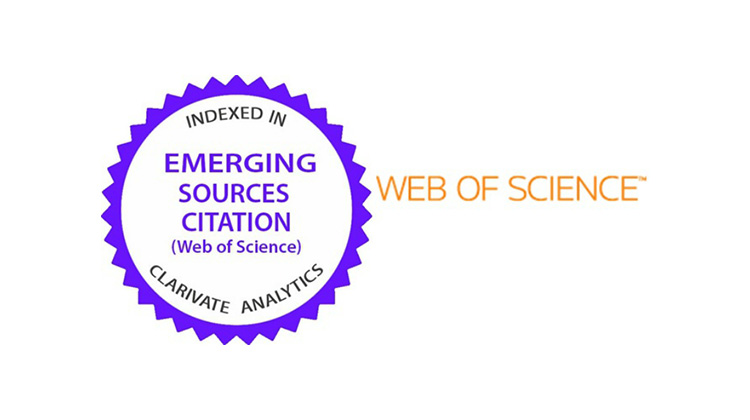 INDEXED IN
EMERGING
SOURCES
CITATION
(Web of Science)
CLARIVATE ANALYTICS
WEB OF SCIENCE™